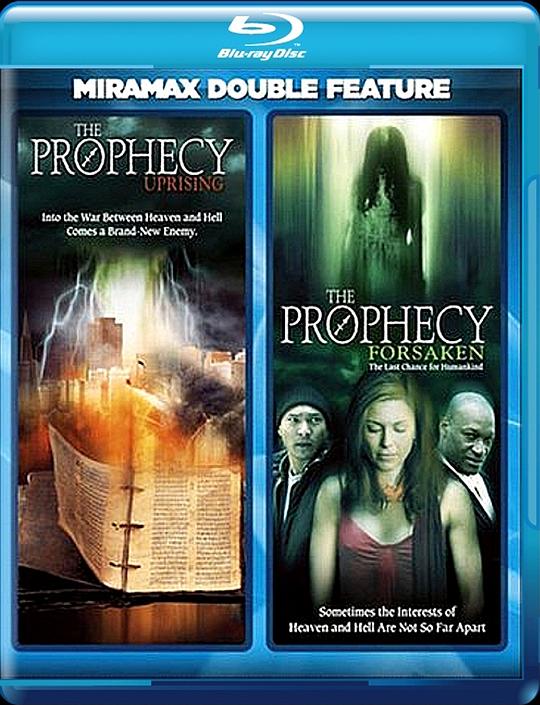 Blu-ray Disc
MIRAMAX DOUBLE FEATURE
THE
PROPHECY
UPRISING
Into the War Between Heaven and Hell
Comes a Brand-New Enemy.
THE
PROPHECY
FORSAKEN
The Last Chance for Humankind
Sometimes the Interests of
Heaven and Hell Are Not So Far Apart